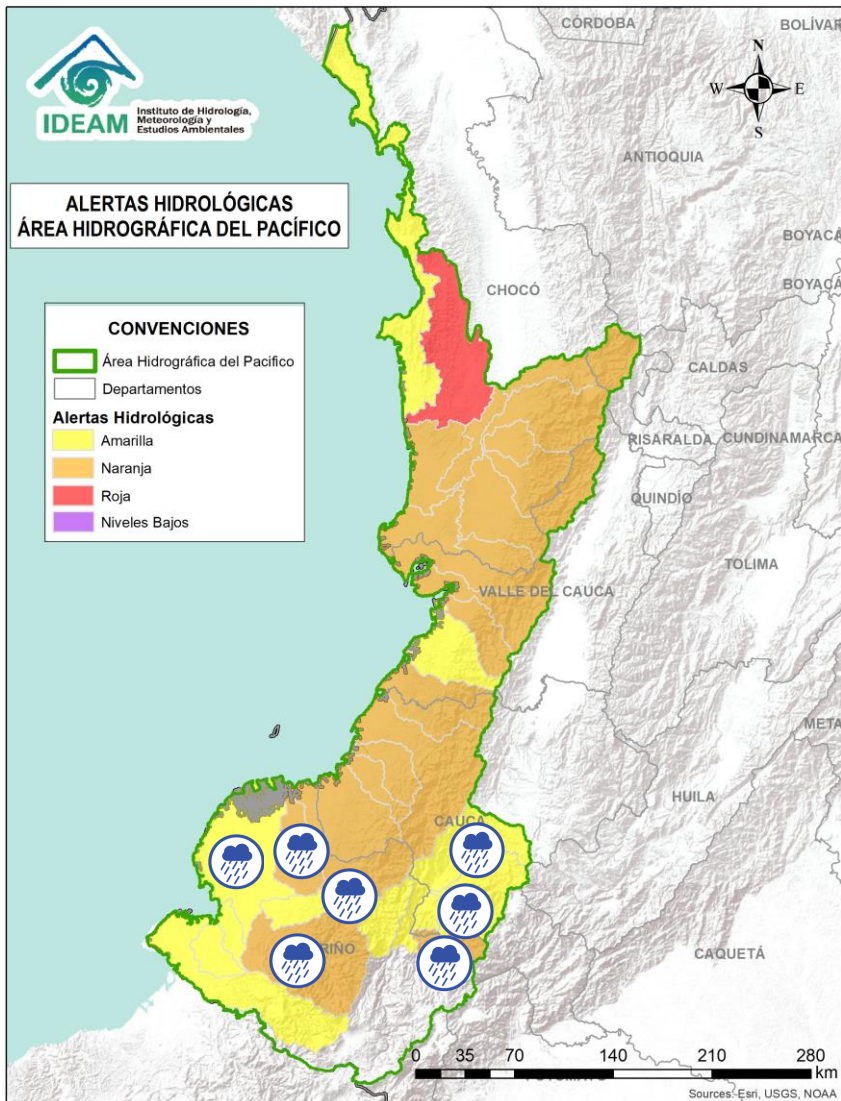 CÓRDOBA
BOLÍVAR
IDEAM
Instituto de Hidrología,
Meteorología y
Estudios Ambientales
N
W E
S
ANTIOQUIA
ALERTAS HIDROLÓGICAS
ÁREA HIDROGRÁFICA DEL PACÍFICO
BOYACÁ
BOYACÁ
CHOCÓ
CONVENCIONES
Área Hidrográfica del Pacifico
Departamentos
Alertas Hidrológicas
Amarilla
Naranja
Roja
Niveles Bajos
CALDAS
RISARALDA
CUNDINAMARCA
QUINDÍO
TOLIMA
VALLE DEL CAUCA
META
HUILA
CAUCA
RIÑO
CAQUETÁ
0 35 70 140 210 280
km
Sources: Esri, USGS, NOAA